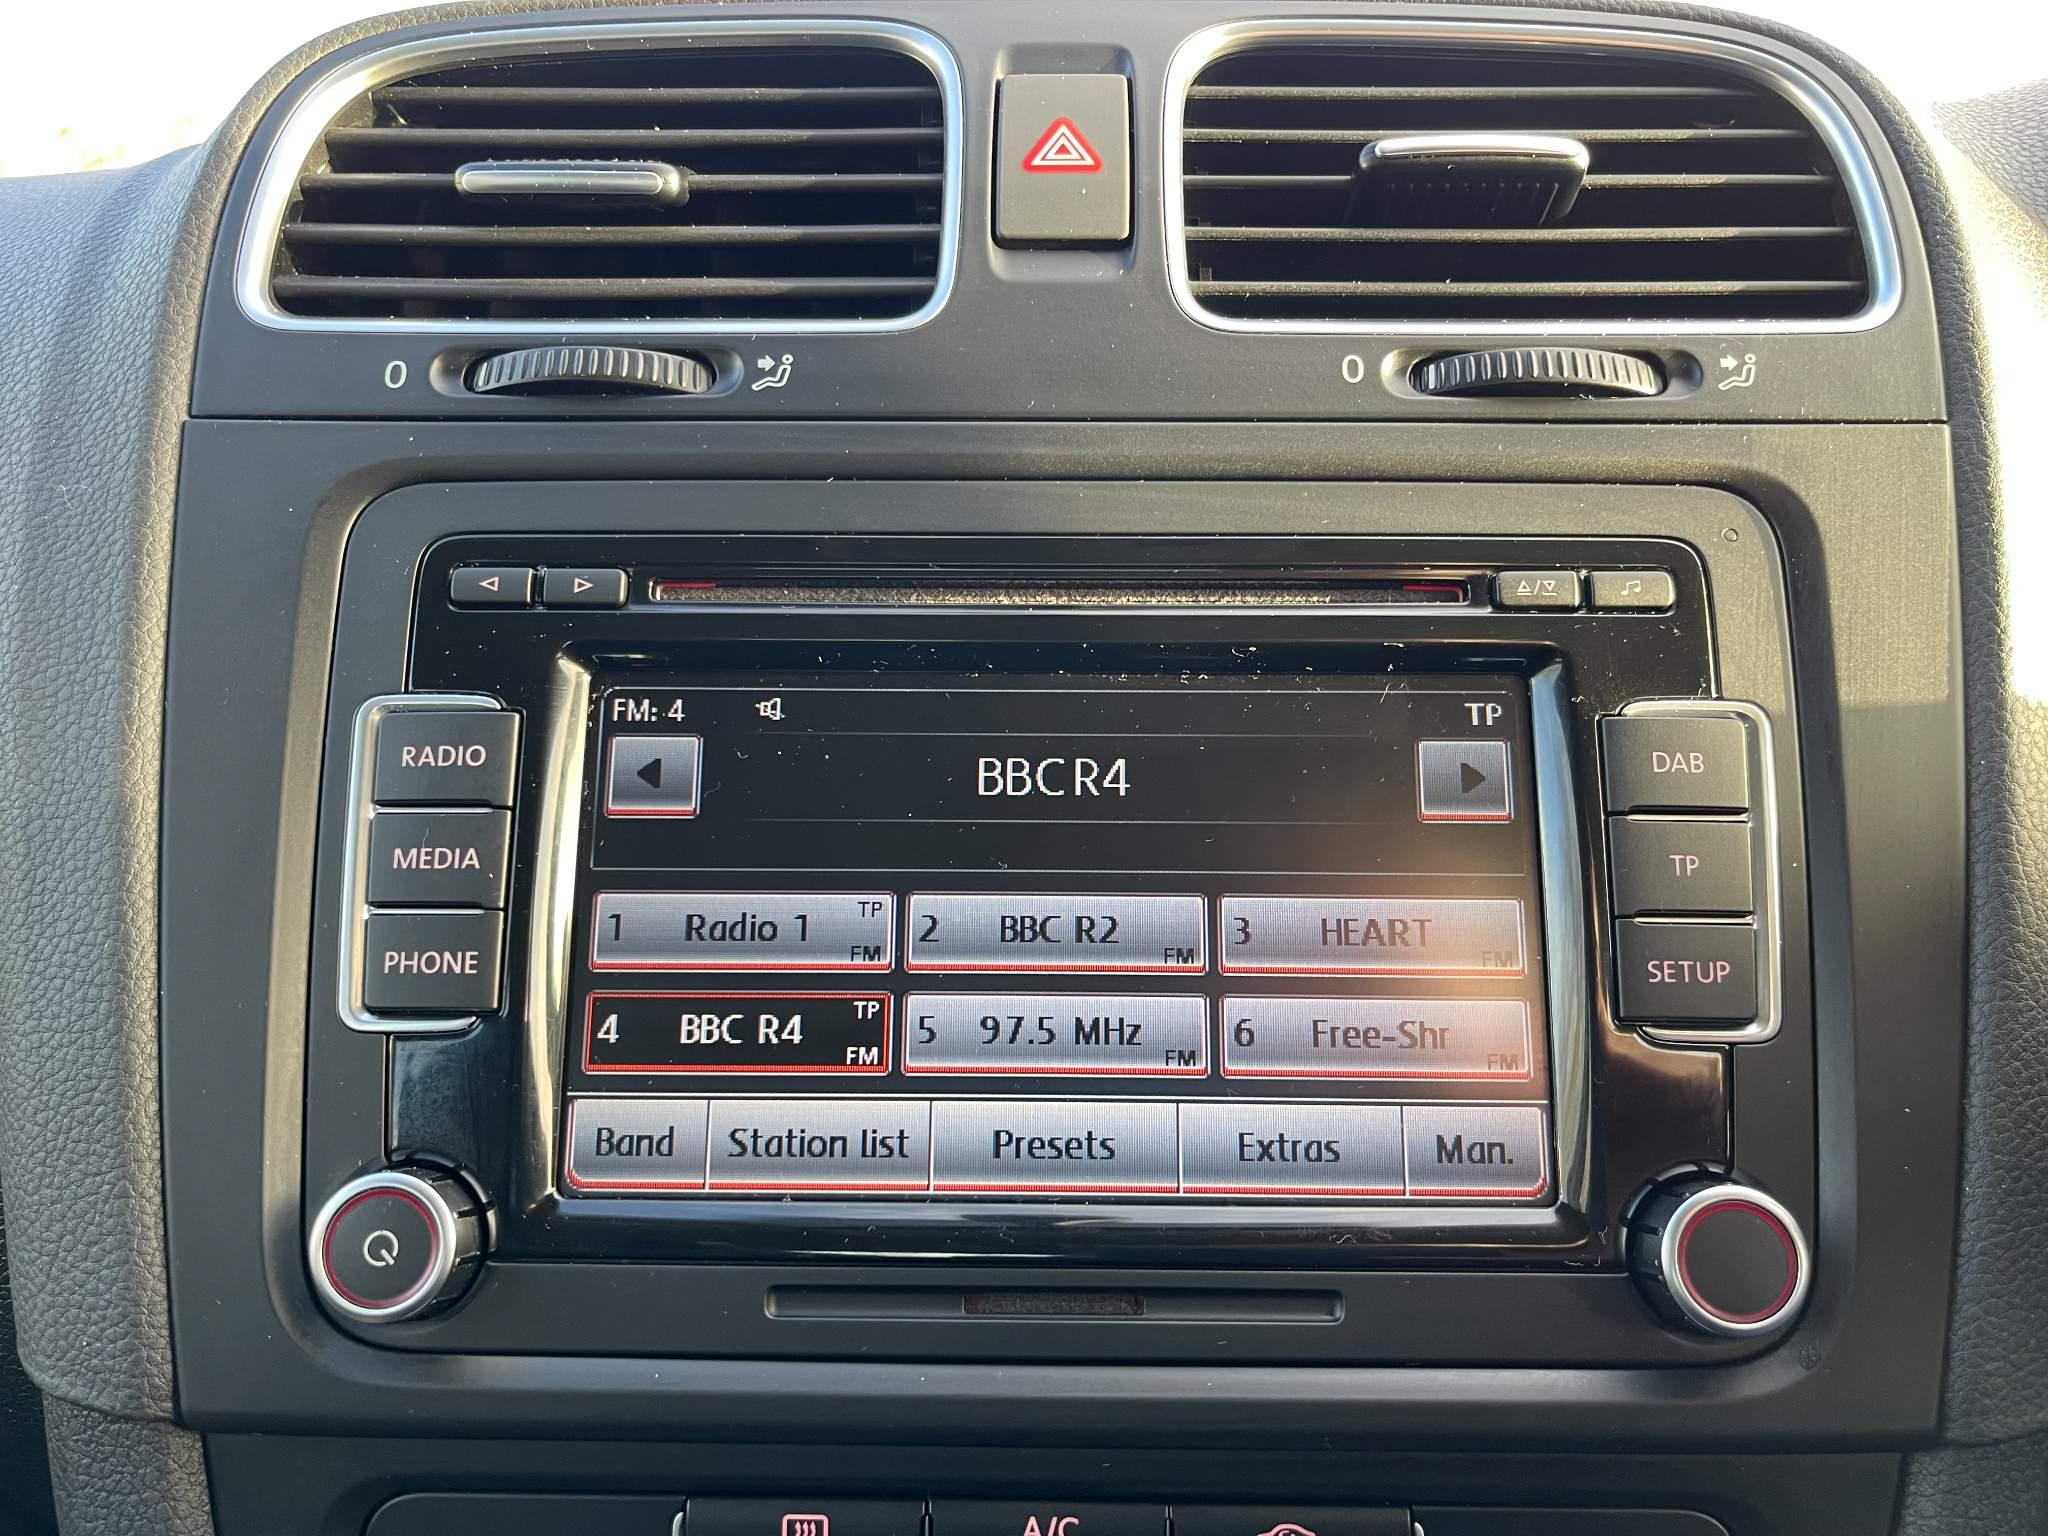 0
0
FM: 4
TP
BBC R4
RADIO
MEDIA
PHONE
DAB
TP
SETUP
1 Radio 1 TP FM
2 BBC R2 FM
3 HEART FM
4 BBC R4 TP FM
5 97.5 MHz FM
6 Free-Shr FM
Band Station list Presets Extras Man.
A/C